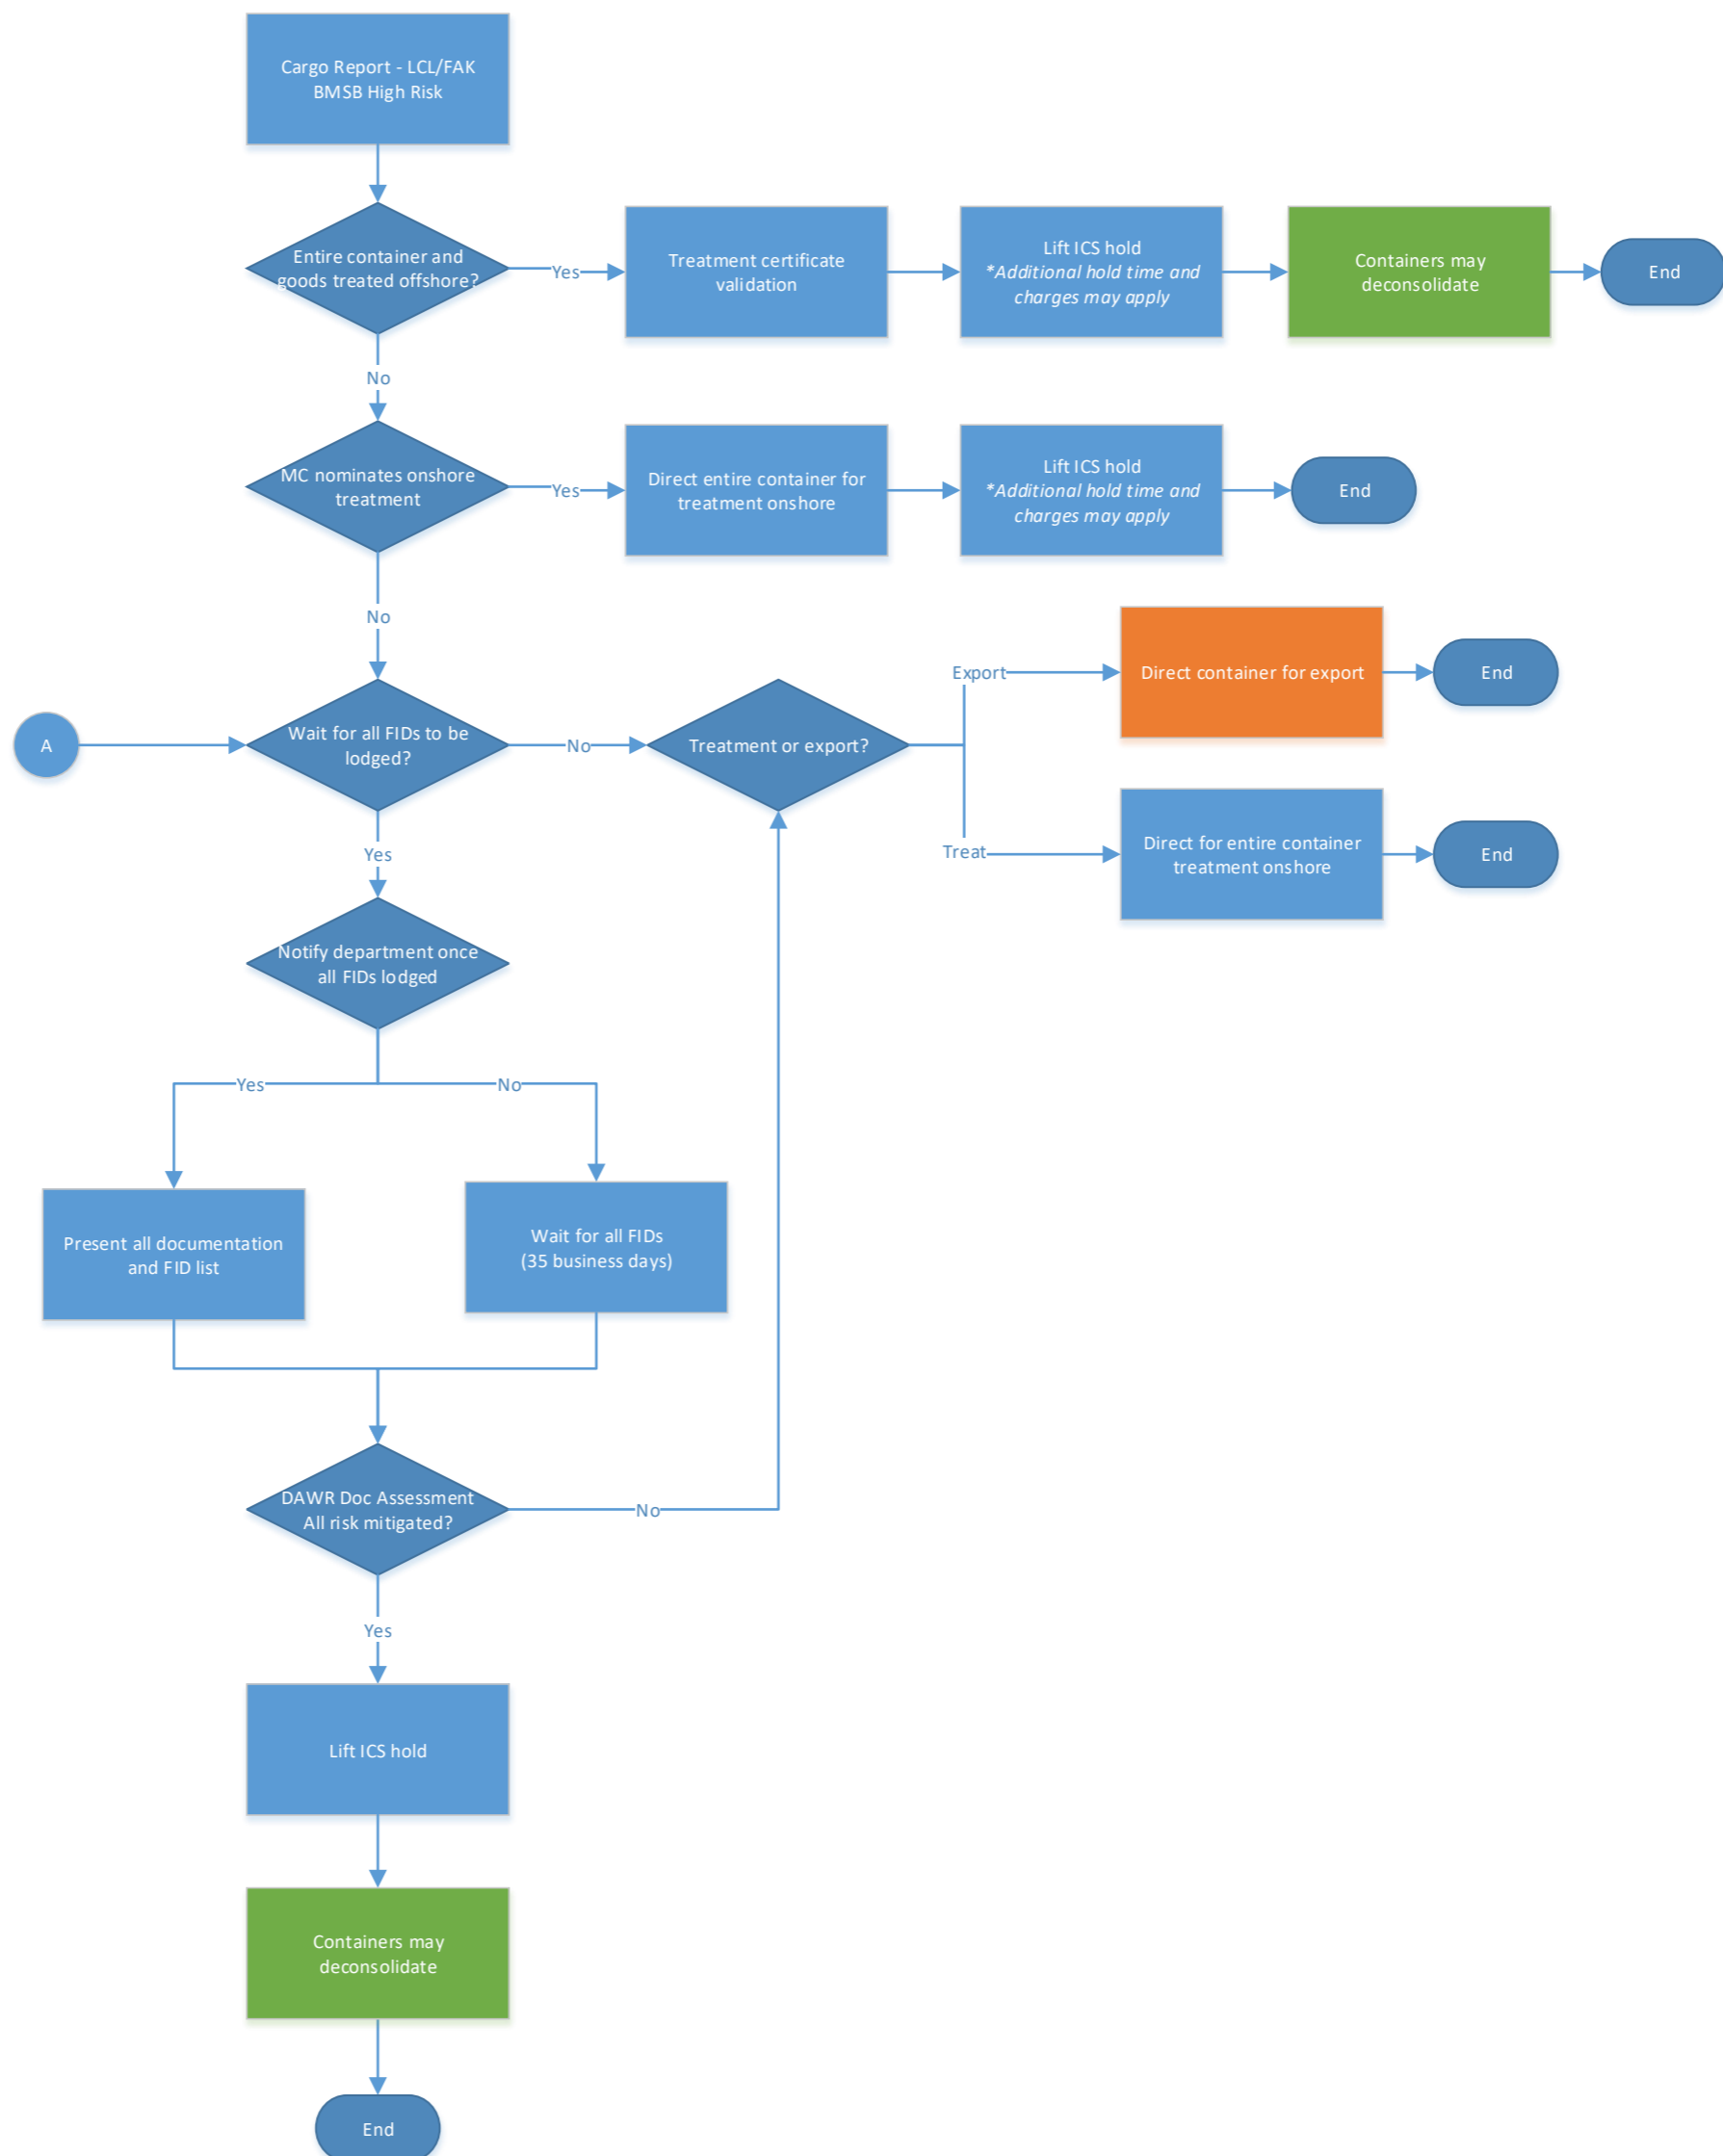 Cargo Report - LCL/FAK
BMSB High Risk
Entire container and
goods treated offshore?
Yes
Treatment certificate
validation
Lift ICS hold
*Additional hold time and
charges may apply
Containers may
deconsolidate
End
No
MC nominates onshore
treatment
Yes
Direct entire container for
treatment onshore
Lift ICS hold
*Additional hold time and
charges may apply
End
No
Export
Direct container for export
End
A
Wait for all FIDs to be
lodged?
No
Treatment or export?
Treat
Direct for entire container
treatment onshore
End
Yes
Notify department once
all FIDs lodged
Yes
No
Present all documentation
and FID list
Wait for all FIDs
(35 business days)
DAWR Doc Assessment
All risk mitigated?
No
Yes
Lift ICS hold
Containers may
deconsolidate
End